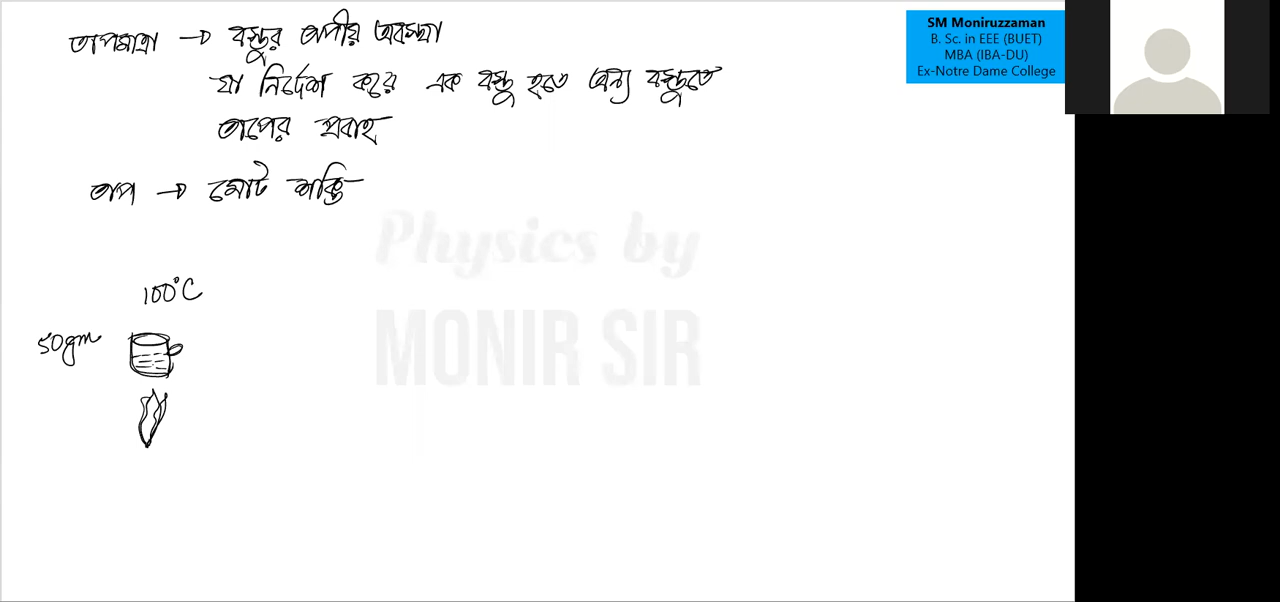 তাপমাত্রা → বস্তুর তাপীয় অবস্থা
যা নির্দেশ করে এক বস্তু হতে অন্য বস্তুতে
তাপের প্রবাহ
তাপ → মোট শক্তি
100°C
50gm
Physics by
MONIR SIR
SM Moniruzzaman
B. Sc. in EEE (BUET)
MBA (IBA-DU)
Ex-Notre Dame College